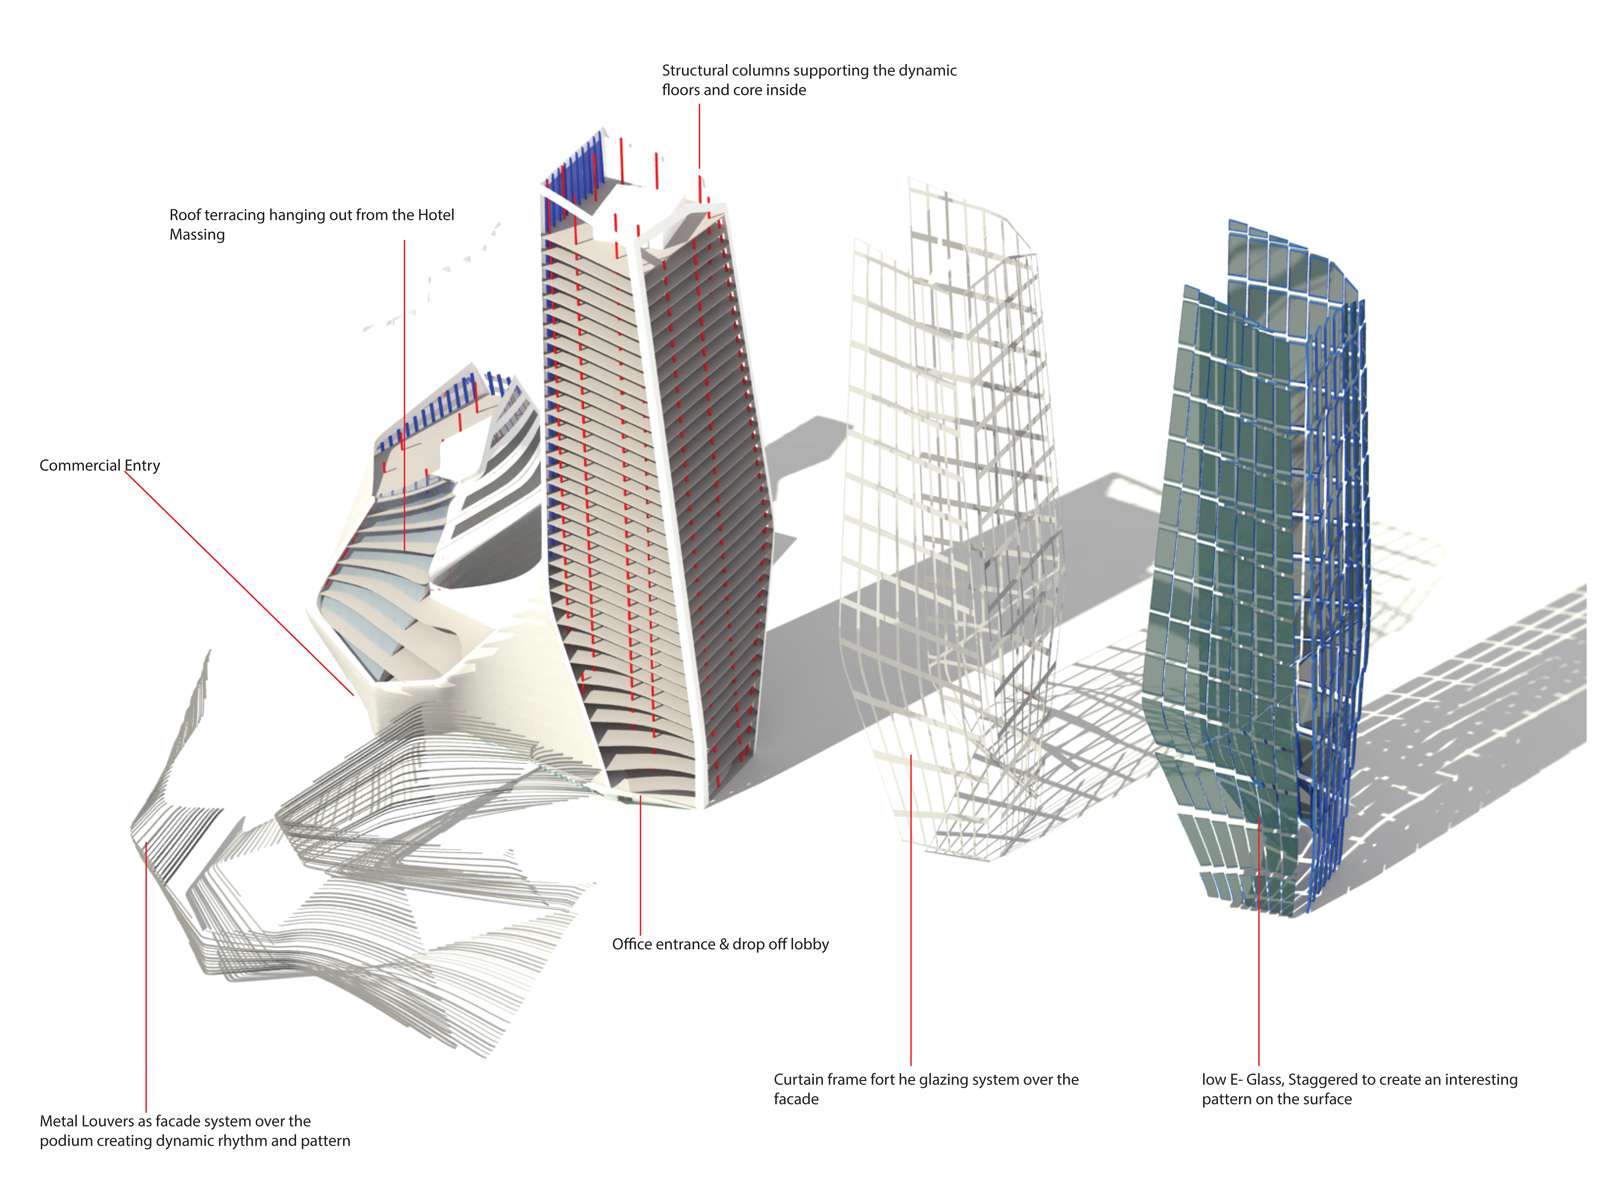 Structural columns supporting the dynamic
floors and core inside
Roof terracing hanging out from the Hotel
Massing
Commercial Entry
Office entrance & drop off lobby
Curtain frame fort he glazing system over the
facade
low E- Glass, Staggered to create an interesting
pattern on the surface
Metal Louvers as facade system over the
podium creating dynamic rhythm and pattern